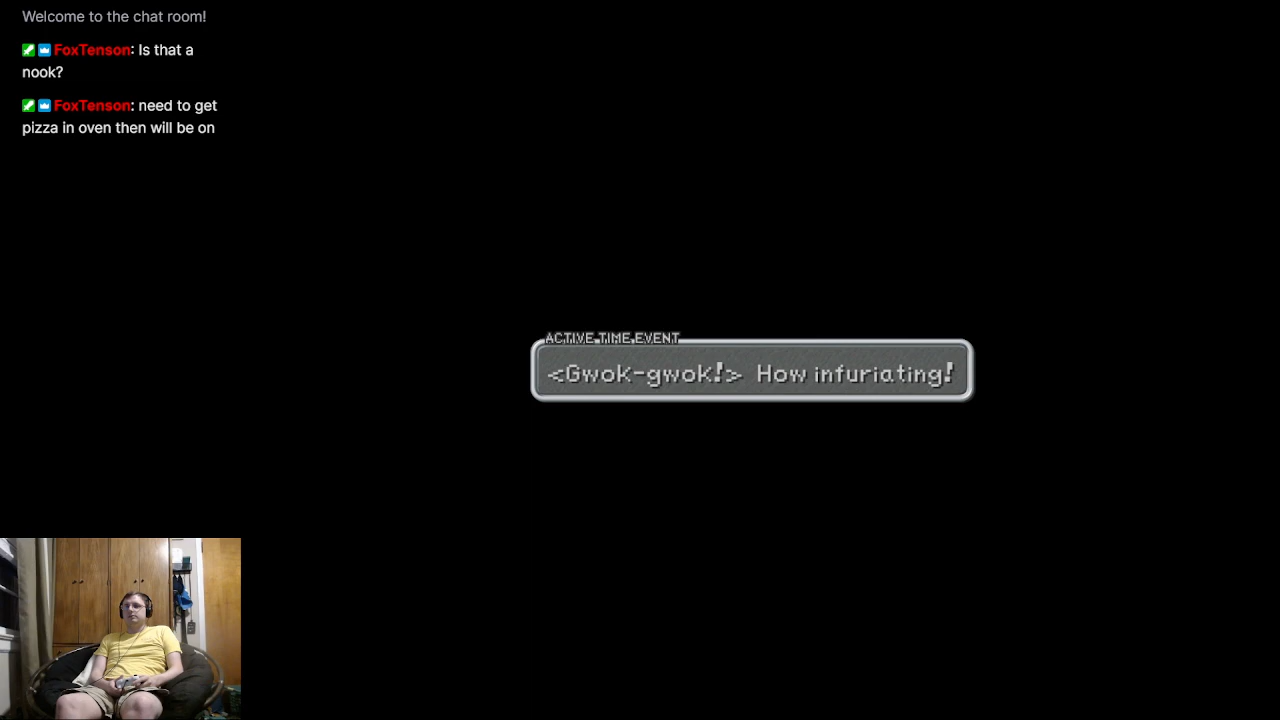 Welcome to the chat room!
FoxTenson: Is that a
nook?
FoxTenson: need to get
pizza in oven then will be on
ACTIVE TIME EVENT
<Gwok-gwok!> How infuriating!